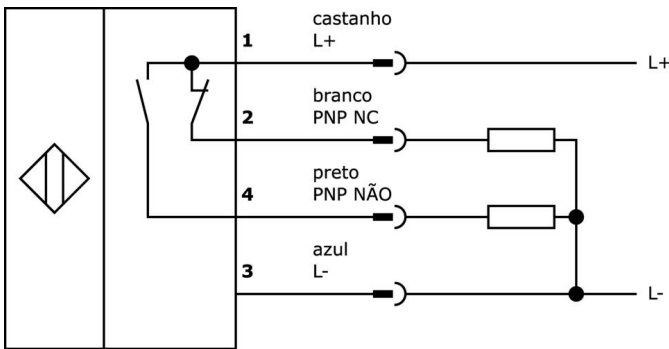 castanho
1 L+
L+
branco
2 PNP NC
preto
4 PNP NÃO
azul
3 L-
L-